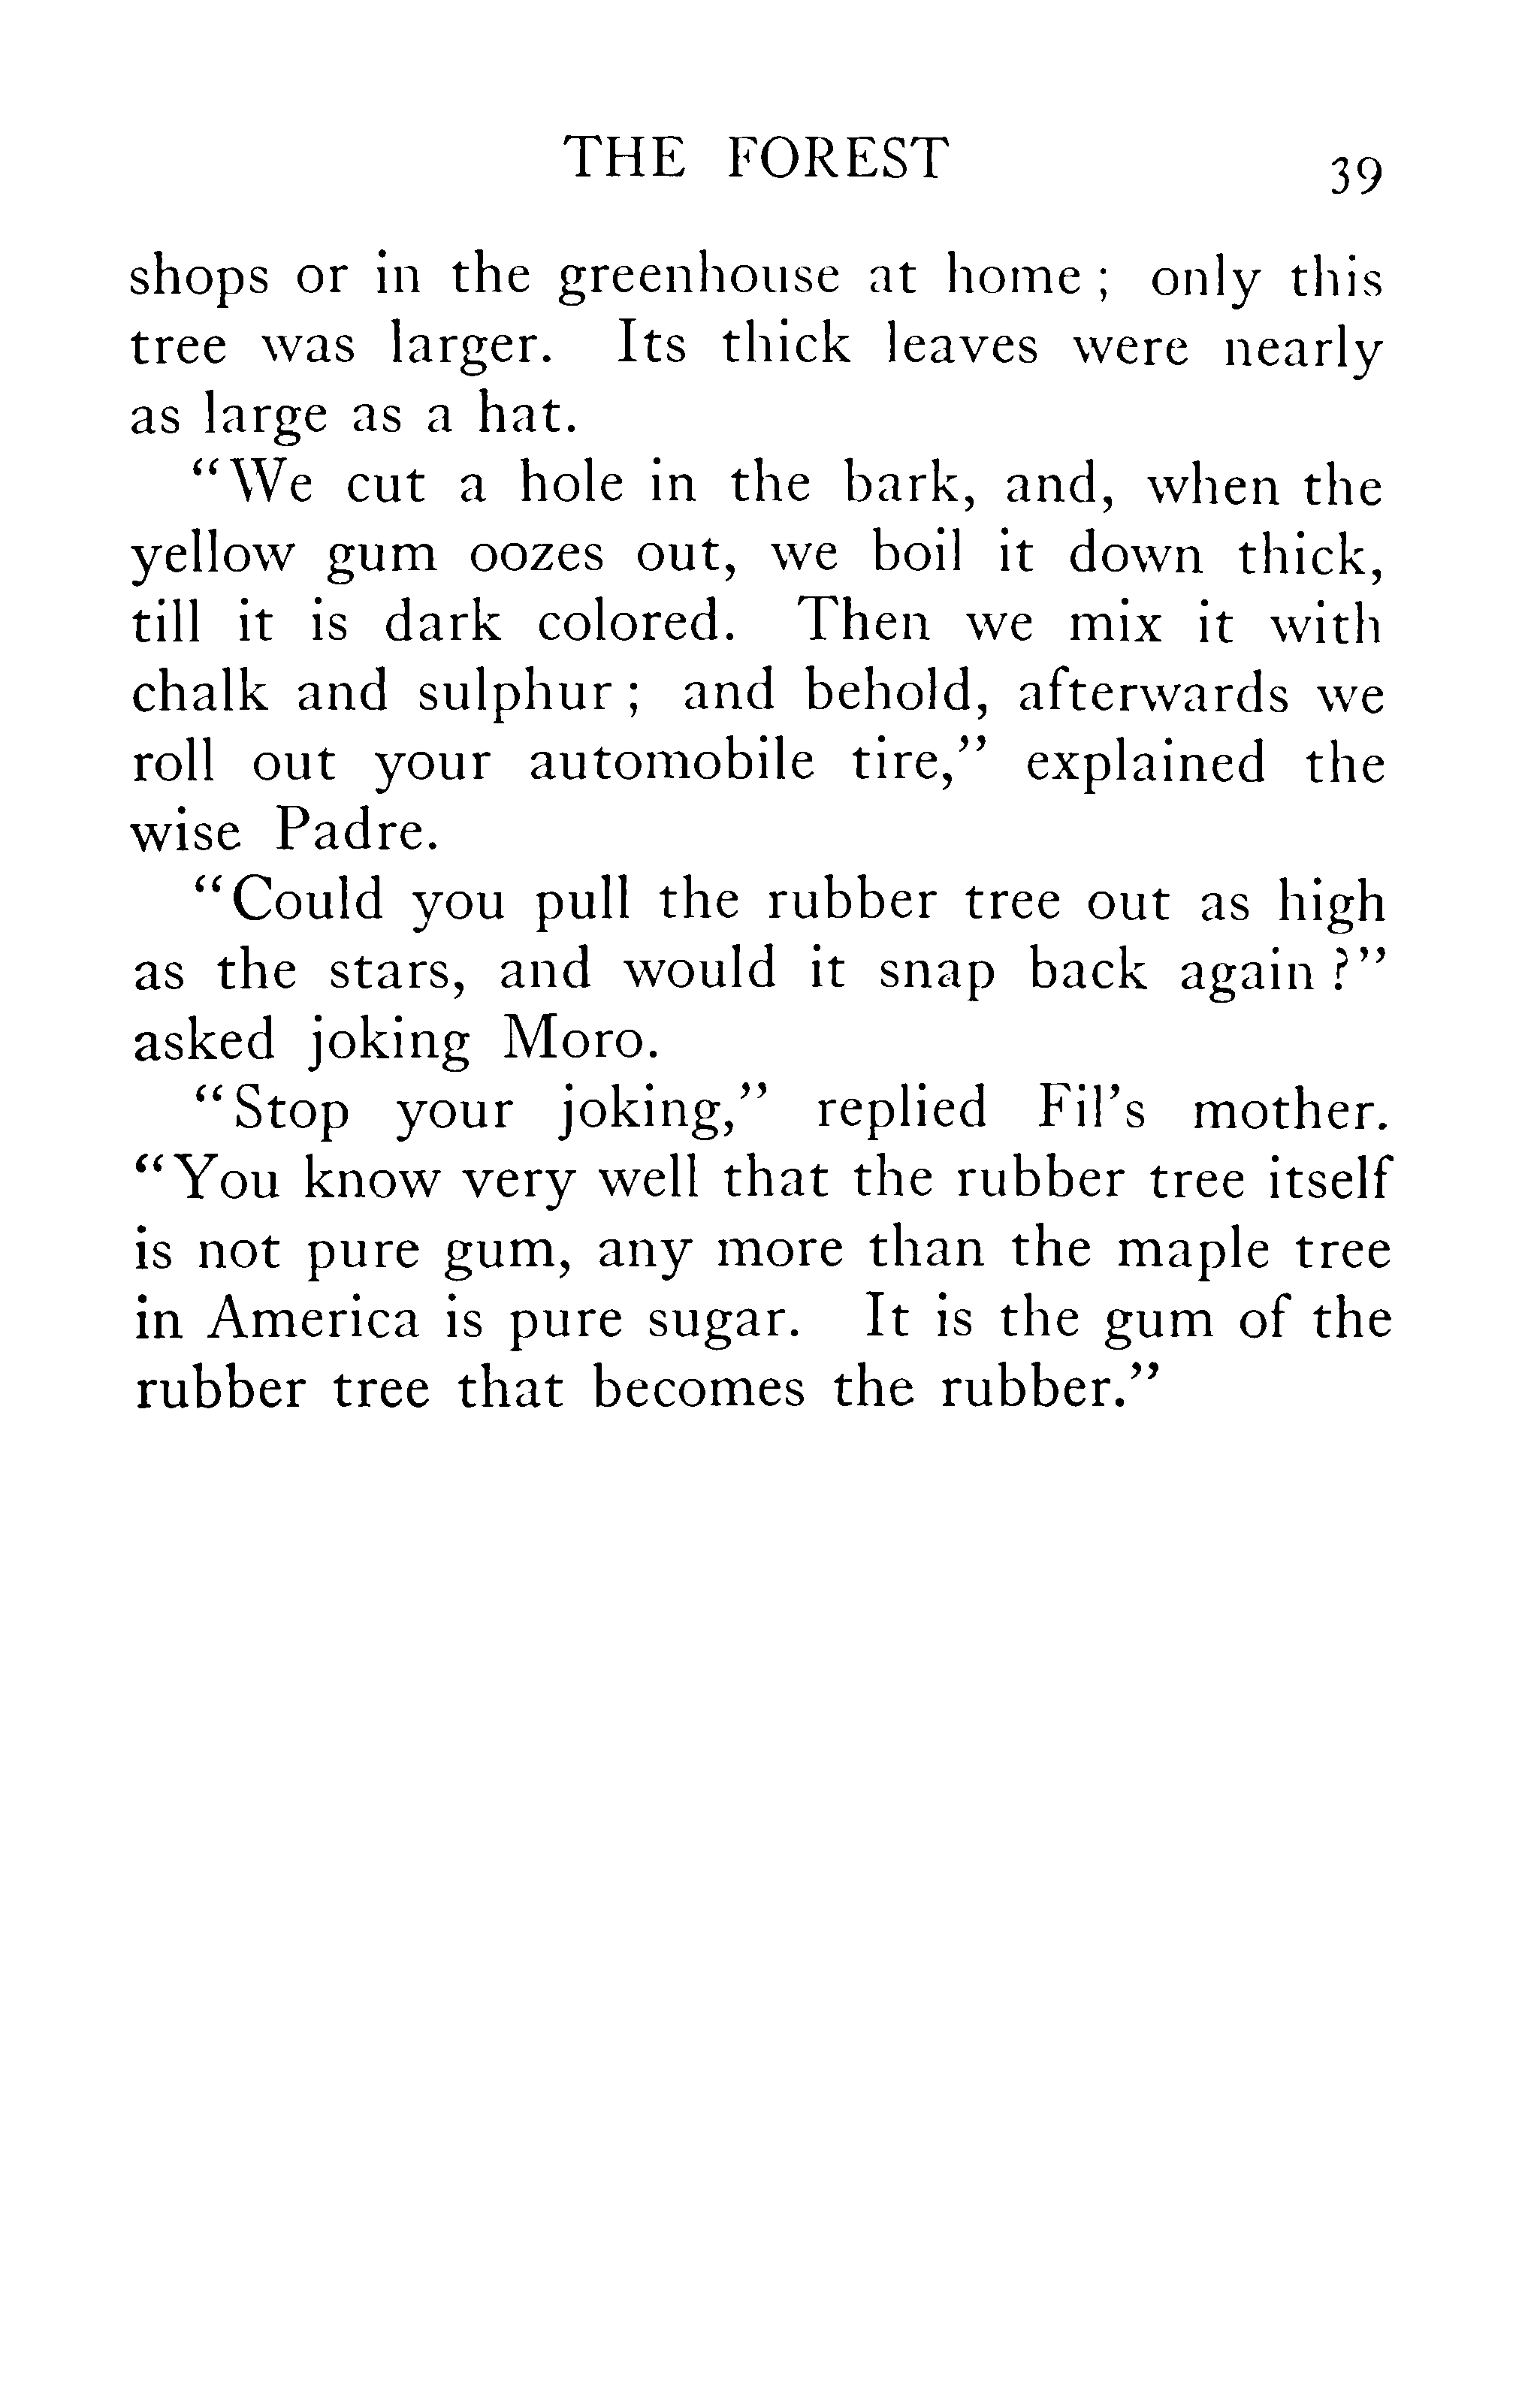 THE FOREST 39
shops or in the greenhouse at home; only this
tree was larger. Its thick leaves were nearly
as large as a hat.
“We cut a hole in the bark, and, when the
yellow gum oozes out, we boil it down thick,
till it is dark colored. Then we mix it with
chalk and sulphur; and behold, afterwards we
roll out your automobile tire,” explained the
wise Padre.
“Could you pull the rubber tree out as high
as the stars, and would it snap back again?”
asked joking Moro.
“Stop your joking,” replied Fil’s mother.
“You know very well that the rubber tree itself
is not pure gum, any more than the maple tree
in America is pure sugar. It is the gum of the
rubber tree that becomes the rubber.”